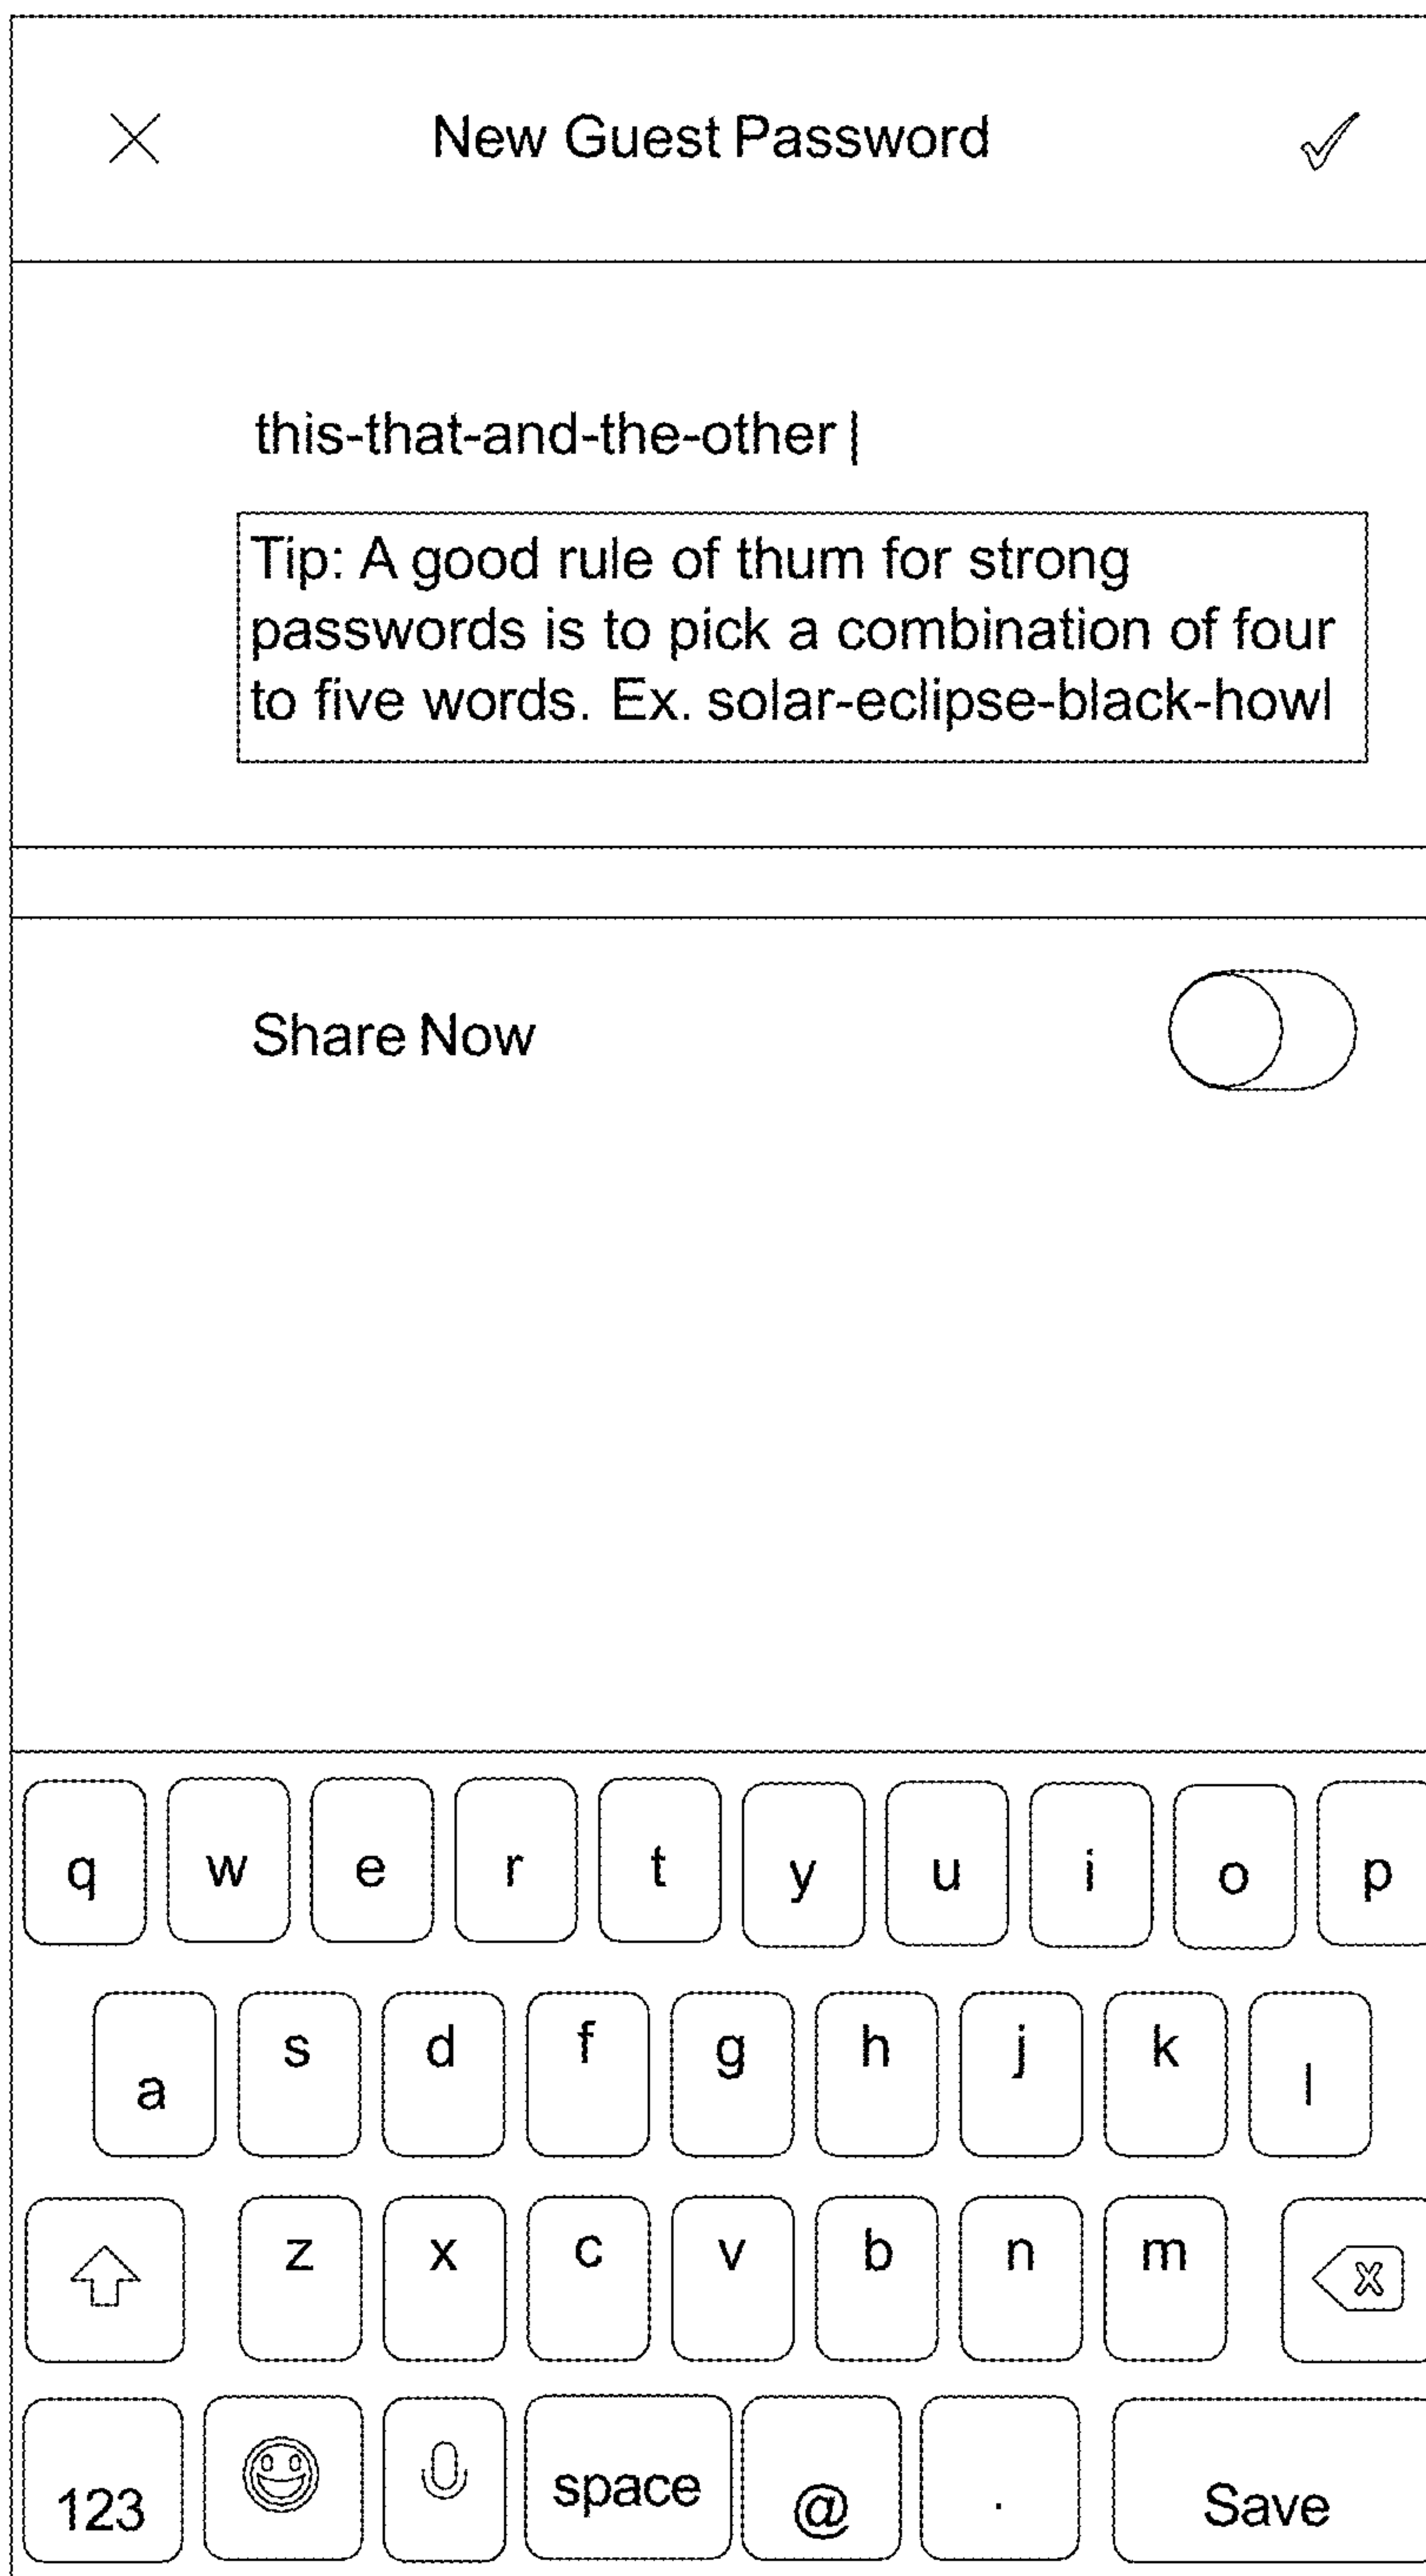 New Guest Password
this-that-and-the-other
Tip: A good rule of thum for strong
passwords is to pick a combination of four
to five words. Ex. solar-eclipse-black-howl
Share Now
q w e r t y u i o p
a s d f g h j k l
z x c v b n m
123 space @ . Save